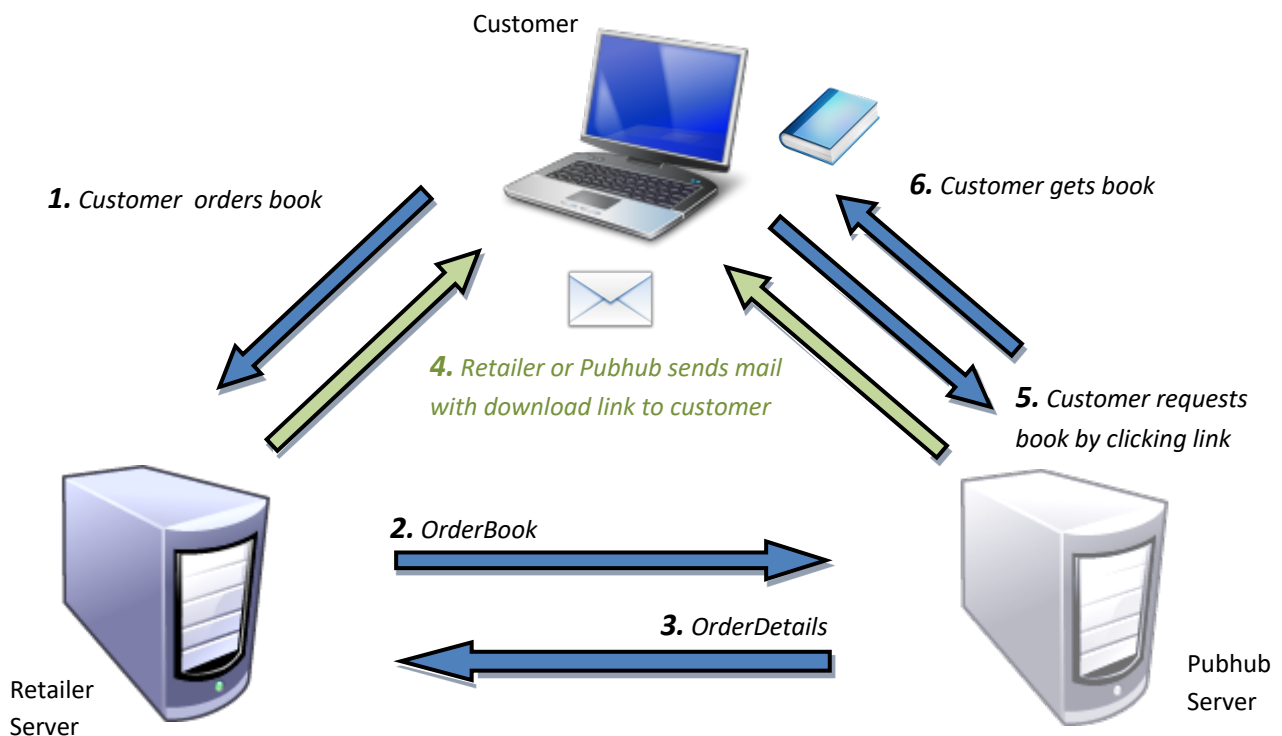 Customer
1. Customer orders book
6. Customer gets book
4. Retailer or Pubhub sends mail
with download link to customer
5. Customer requests
book by clicking link
2. OrderBook
3. OrderDetails
Retailer
Server
Pubhub
Server